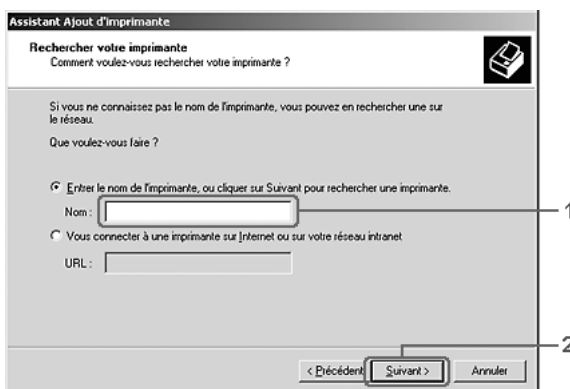 Assistant Ajout d'imprimante
Rechercher votre imprimante
Comment voulez-vous rechercher votre imprimante ?
Si vous ne connaissez pas le nom de l'imprimante, vous pouvez en rechercher une sur
le réseau.
Que voulez-vous faire ?
Entrer le nom de l'imprimante, ou cliquer sur Suivant pour rechercher une imprimante.
Nom :
1
Vous connecter à une imprimante sur Internet ou sur votre réseau intranet
URL :
2
< Précédent Suivant > Annuler